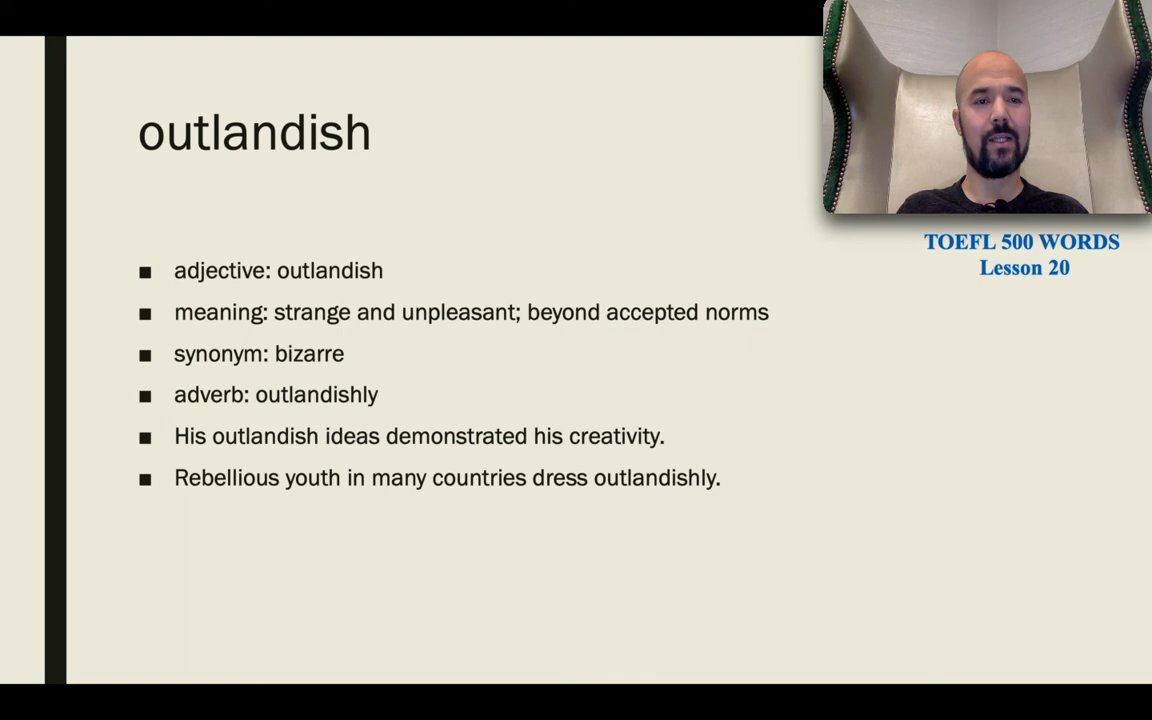 outlandish
TOEFL 500 WORDS
Lesson 20
■ adjective: outlandish
■ meaning: strange and unpleasant; beyond accepted norms
■ synonym: bizarre
■ adverb: outlandishly
■ His outlandish ideas demonstrated his creativity.
■ Rebellious youth in many countries dress outlandishly.